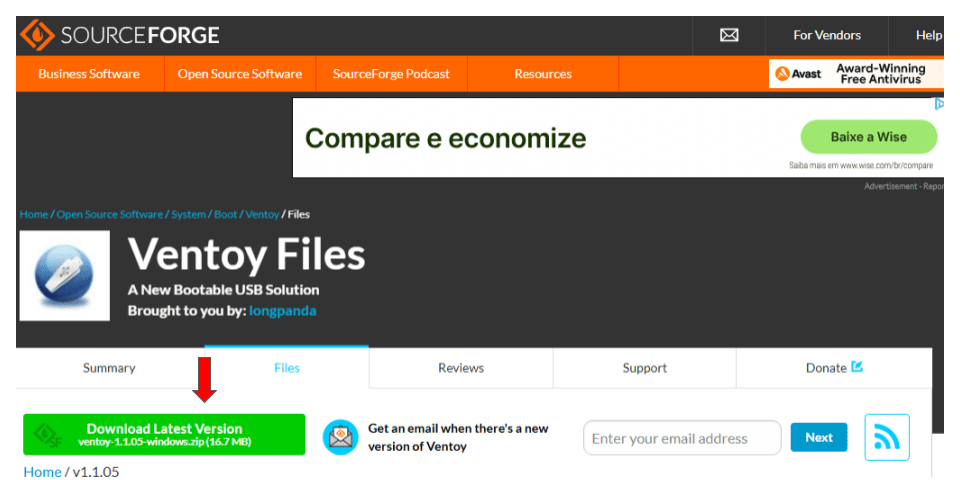 SOURCEFORGE
For Vendors
Help
Business Software
Open Source Software
SourceForge Podcast
Resources
Avast
Award-Winning
Free Antivirus
Compare e economize
Baixe a Wise
Saiba mais em www.wise.com/br/compare
Advertisement - Repor
Home / Open Source Software / System / Boot / Ventoy / Files
Ventoy Files
A New Bootable USB Solution
Brought to you by: longpanda
Summary
Files
Reviews
Support
Donate
Download Latest Version
ventoy-1.1.05-windows.zip (16.7 MB)
Get an email when there's a new
version of Ventoy
Enter your email address
Next
Home / v1.1.05